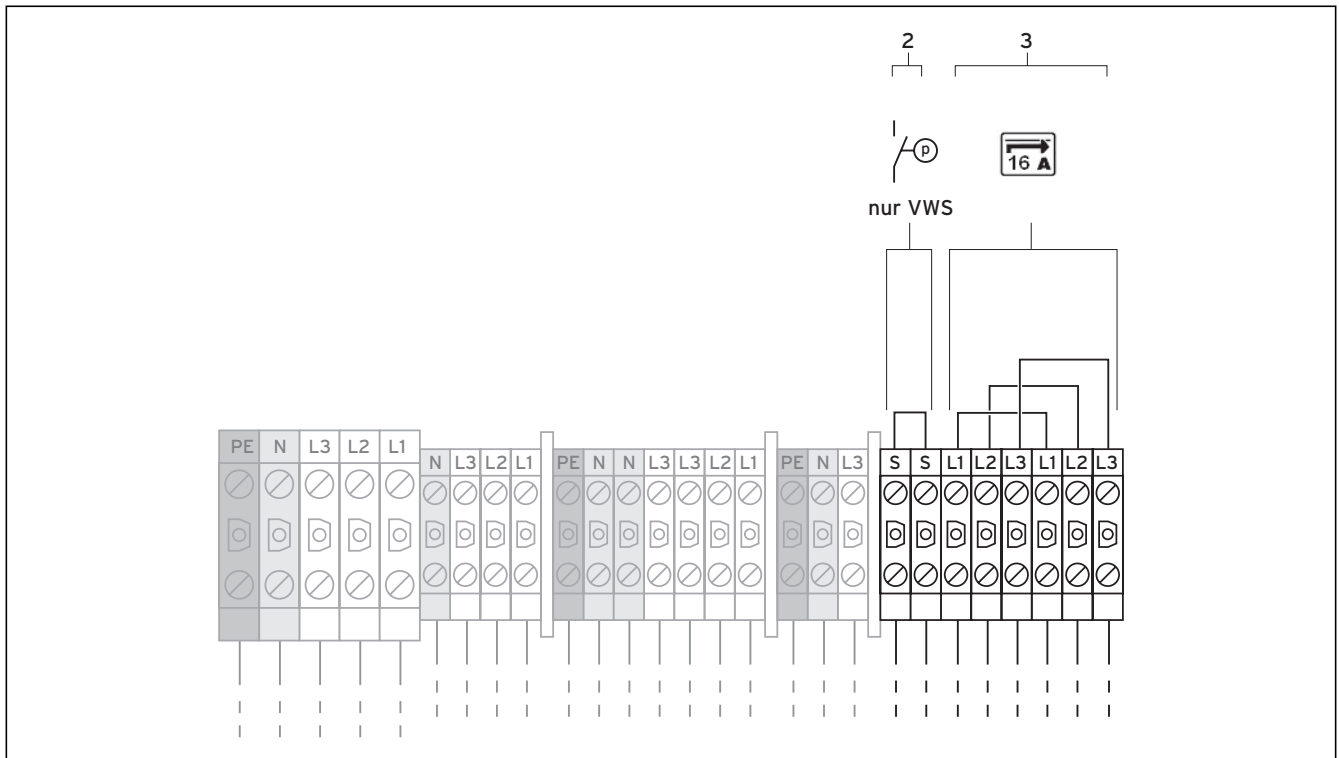 2 3
p
16 A
nur VWS
PE N L3 L2 L1
N L3 L2 L1 PE N N L3 L3 L2 L1 PE N L3 S S L1 L2 L3 L1 L2 L3